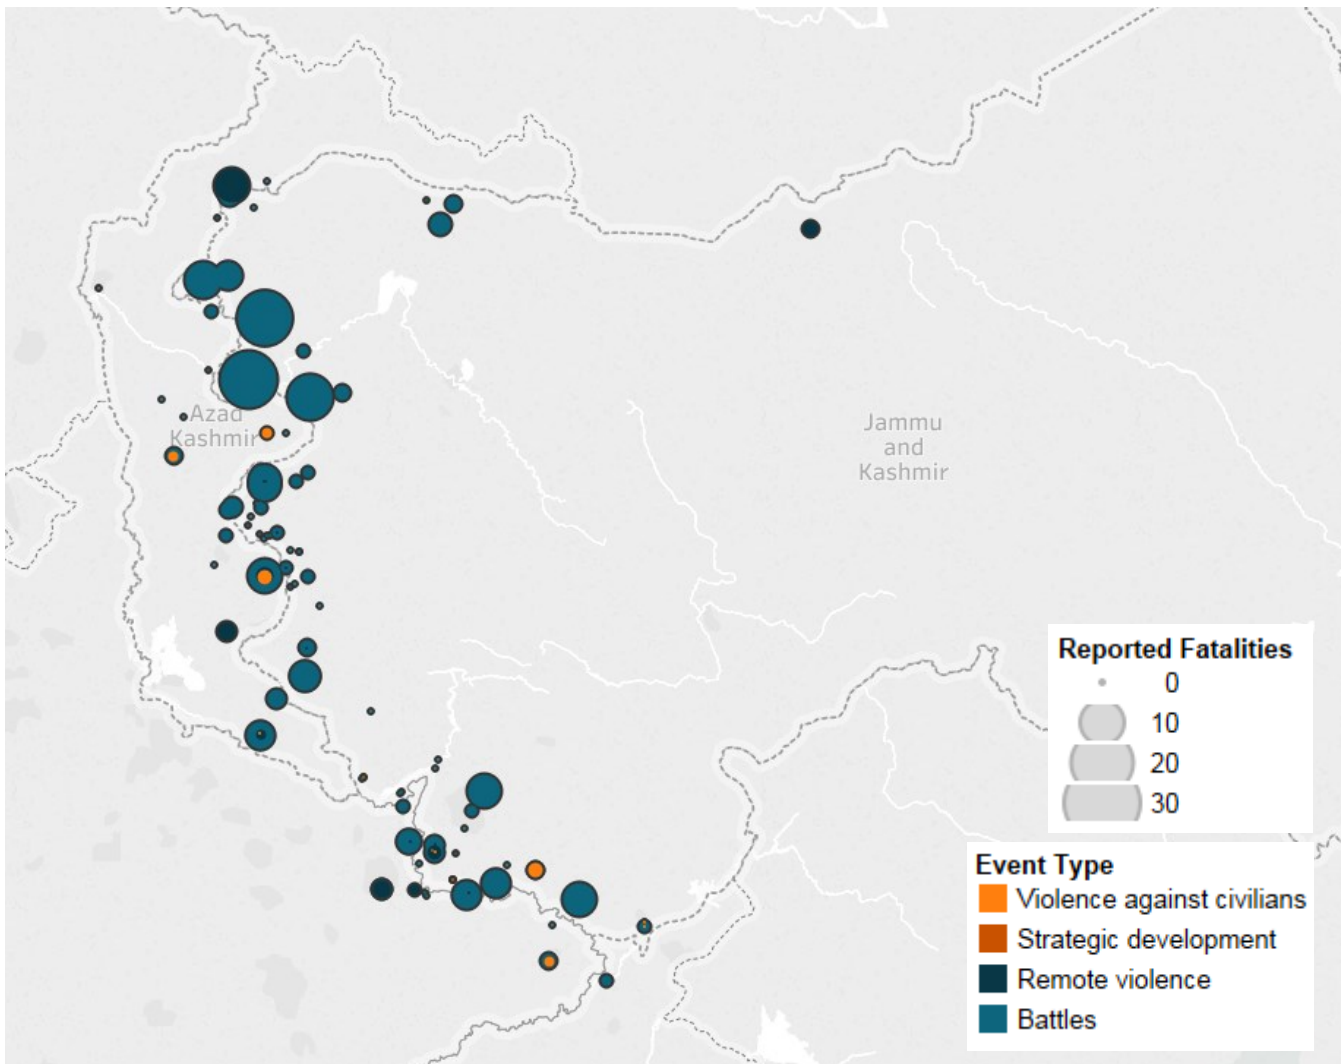 Azad
Kashmir
Jammu
and
Kashmir
Reported Fatalities
0
10
20
30
Event Type
Violence against civilians
Strategic development
Remote violence
Battles